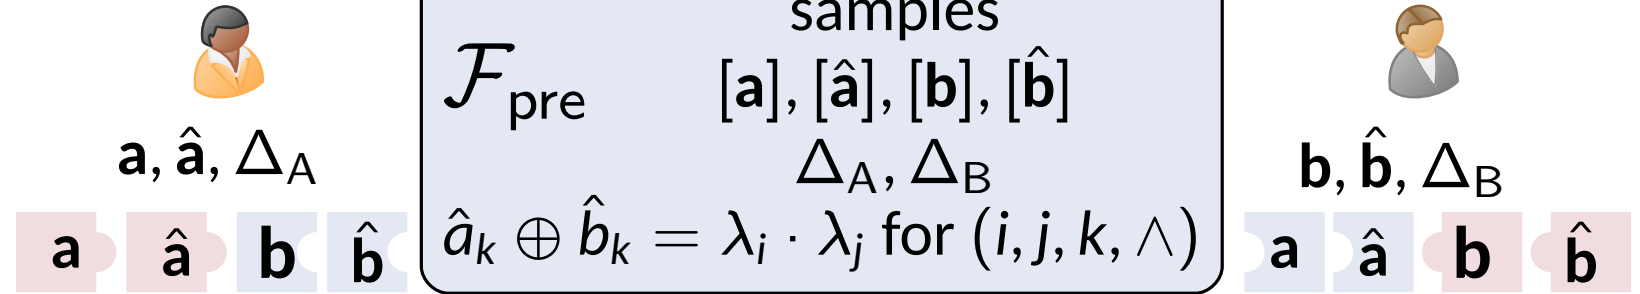 samples
𝓕pre [a], [â], [b], [b̂]
a, â, Δ_A
Δ_A, Δ_B
b, b̂, Δ_B
â_k ⊕ b̂_k = λ_i · λ_j for (i, j, k, ∧)
a â b b̂
a â b b̂